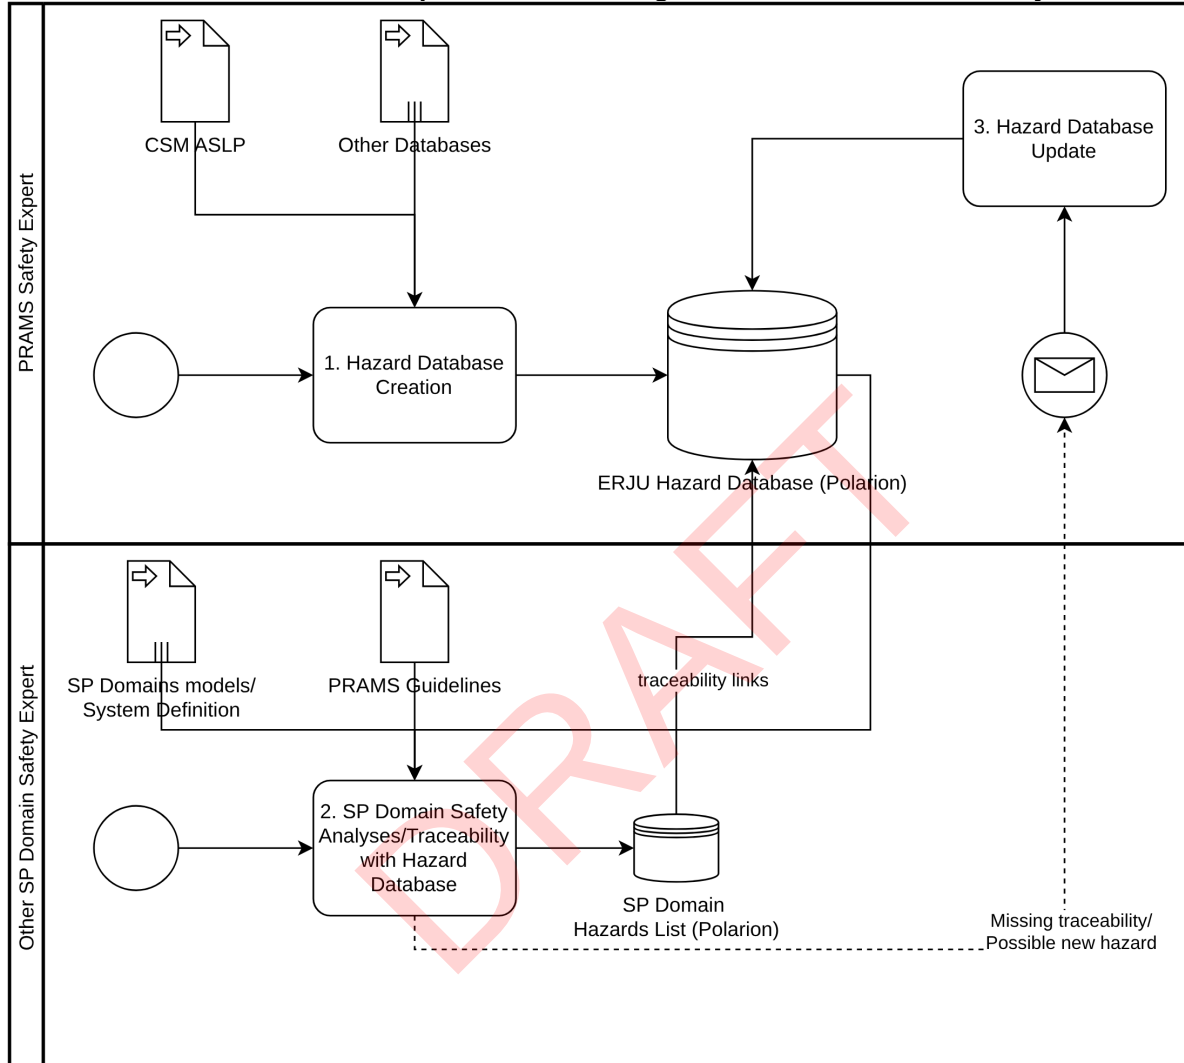 PRAMS Safety Expert
CSM ASLP
Other Databases
3. Hazard Database
Update
1. Hazard Database
Creation
ERJU Hazard Database (Polarion)
Other SP Domain Safety Expert
SP Domains models/
System Definition
PRAMS Guidelines
traceability links
2. SP Domain Safety
Analyses/Traceability
with Hazard
Database
SP Domain
Hazards List (Polarion)
Missing traceability/
Possible new hazard
DRAFT